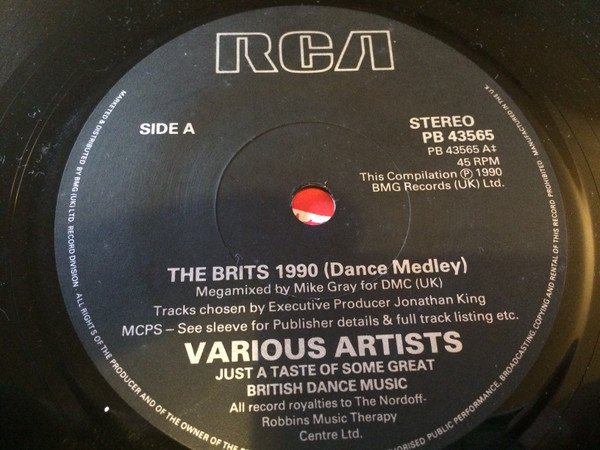 RCA
SIDE A
STEREO
PB 43565
PB 43565 A‡
45 RPM
This Compilation ℗ 1990
BMG Records (UK) Ltd.
THE BRITS 1990 (Dance Medley)
Megamixed by Mike Gray for DMC (UK)
Tracks chosen by Executive Producer Jonathan King
MCPS – See sleeve for Publisher details & full track listing etc.
VARIOUS ARTISTS
JUST A TASTE OF SOME GREAT
BRITISH DANCE MUSIC
All record royalties to The Nordoff-
Robbins Music Therapy
Centre Ltd.
MARKETED & DISTRIBUTED BY BMG (UK) LTD. RECORD DIVISION · ALL RIGHTS OF THE PRODUCER AND OF THE OWNER OF THE
PUBLIC PERFORMANCE, BROADCASTING, COPYING AND RENTAL OF THIS RECORD PROHIBITED. MANUFACTURED IN THE U.K.